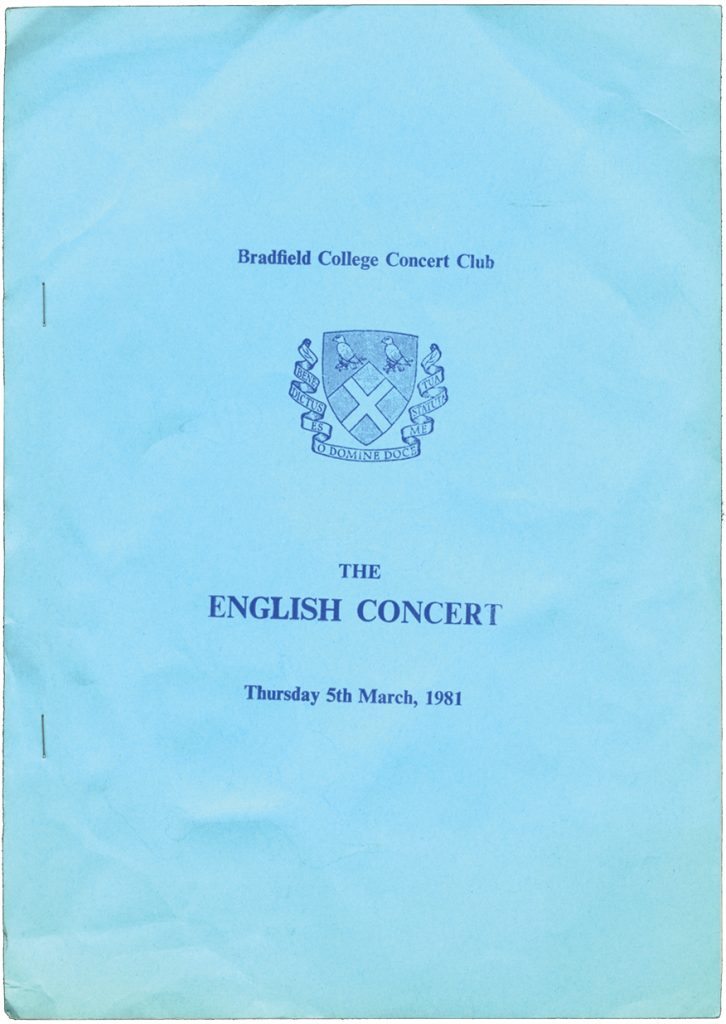 Bradfield College Concert Club
BENE
DICTUS
ES
O DOMINE DOCE
ME
STATUTA
TUA
THE
ENGLISH CONCERT
Thursday 5th March, 1981